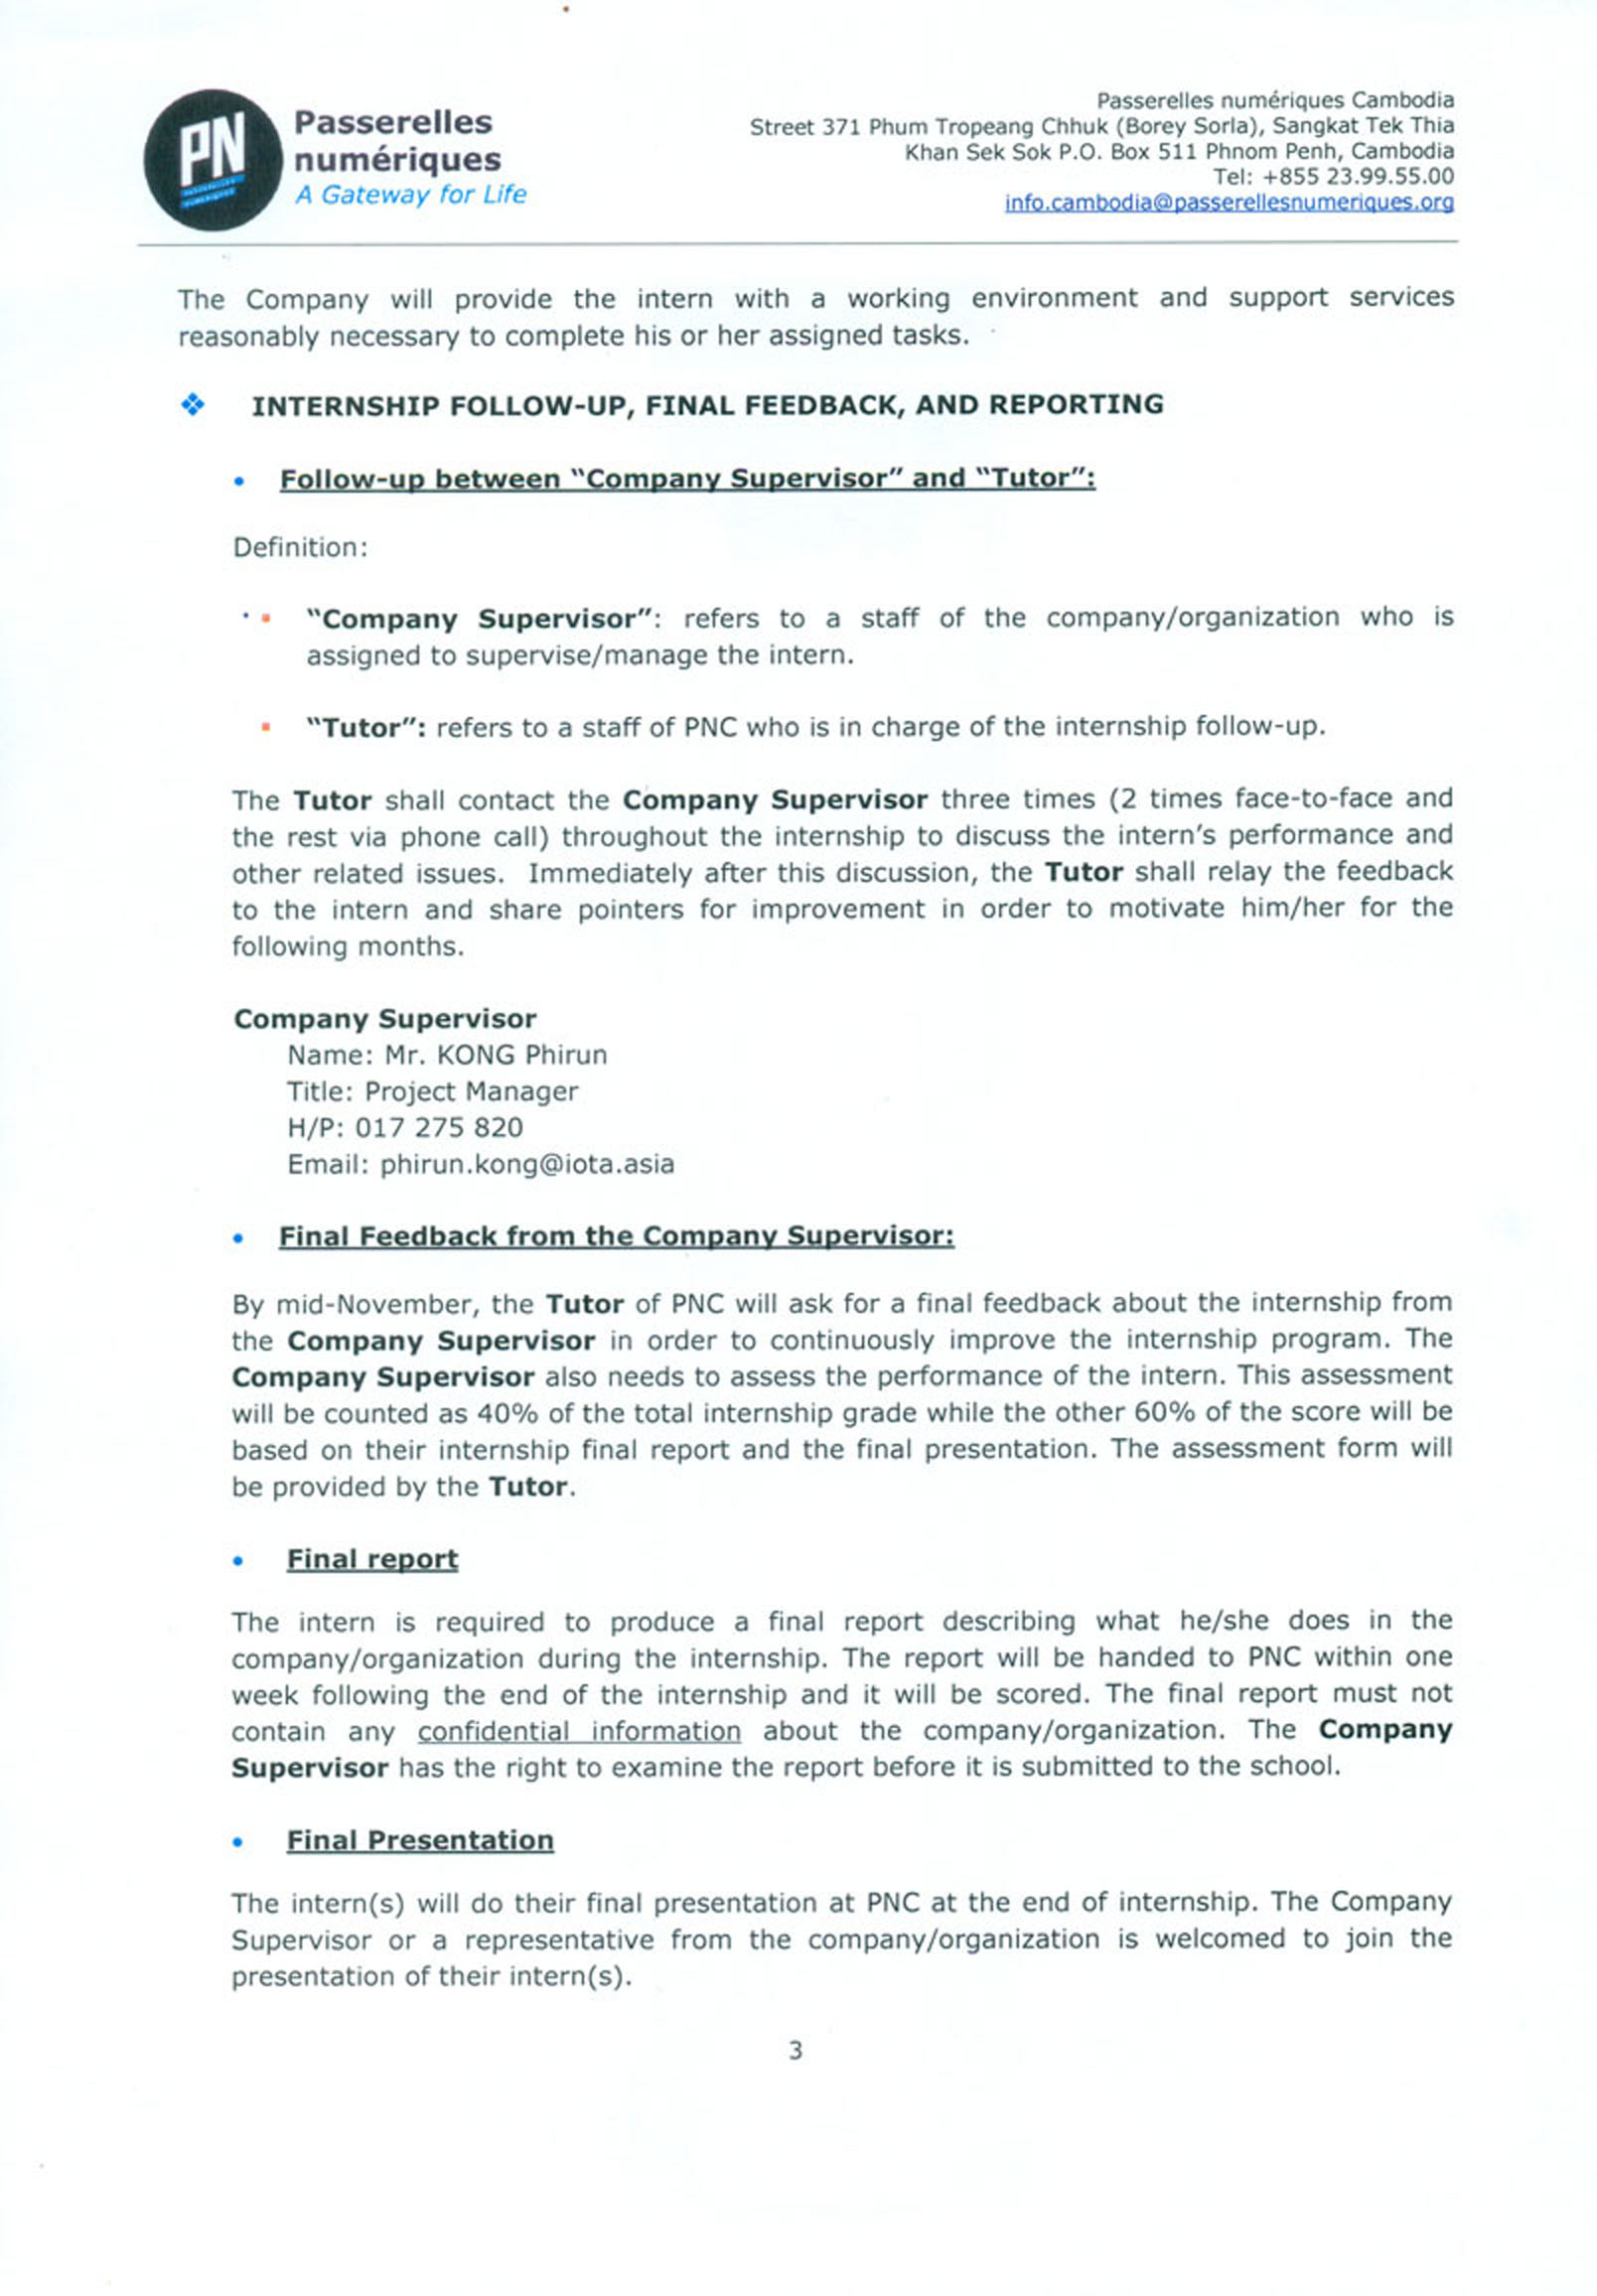 PN
Passerelles
numériques
A Gateway for Life
Passerelles numériques Cambodia
Street 371 Phum Tropeang Chhuk (Borey Sorla), Sangkat Tek Thia
Khan Sek Sok P.O. Box 511 Phnom Penh, Cambodia
Tel: +855 23.99.55.00
info.cambodia@passerellesnumeriques.org
The Company will provide the intern with a working environment and support services
reasonably necessary to complete his or her assigned tasks.
❖ INTERNSHIP FOLLOW-UP, FINAL FEEDBACK, AND REPORTING
• Follow-up between “Company Supervisor” and “Tutor”:
Definition:
▪ “Company Supervisor”: refers to a staff of the company/organization who is
assigned to supervise/manage the intern.
▪ “Tutor”: refers to a staff of PNC who is in charge of the internship follow-up.
The Tutor shall contact the Company Supervisor three times (2 times face-to-face and
the rest via phone call) throughout the internship to discuss the intern’s performance and
other related issues. Immediately after this discussion, the Tutor shall relay the feedback
to the intern and share pointers for improvement in order to motivate him/her for the
following months.
Company Supervisor
Name: Mr. KONG Phirun
Title: Project Manager
H/P: 017 275 820
Email: phirun.kong@iota.asia
• Final Feedback from the Company Supervisor:
By mid-November, the Tutor of PNC will ask for a final feedback about the internship from
the Company Supervisor in order to continuously improve the internship program. The
Company Supervisor also needs to assess the performance of the intern. This assessment
will be counted as 40% of the total internship grade while the other 60% of the score will be
based on their internship final report and the final presentation. The assessment form will
be provided by the Tutor.
• Final report
The intern is required to produce a final report describing what he/she does in the
company/organization during the internship. The report will be handed to PNC within one
week following the end of the internship and it will be scored. The final report must not
contain any confidential information about the company/organization. The Company
Supervisor has the right to examine the report before it is submitted to the school.
• Final Presentation
The intern(s) will do their final presentation at PNC at the end of internship. The Company
Supervisor or a representative from the company/organization is welcomed to join the
presentation of their intern(s).
3